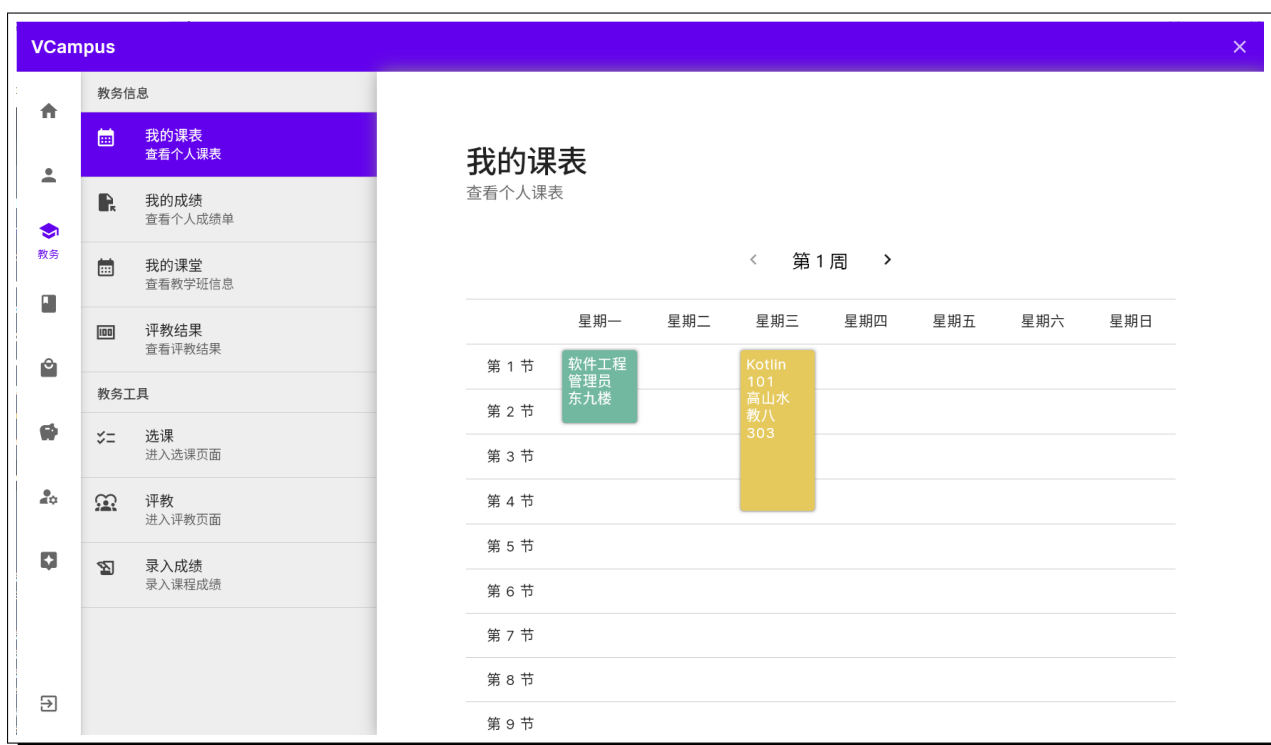 VCampus
教务信息
我的课表
查看个人课表
我的成绩
查看个人成绩单
教务
我的课堂
查看教学班信息
100
评教结果
查看评教结果
教务工具
选课
进入选课页面
评教
进入评教页面
录入成绩
录入课程成绩
我的课表
查看个人课表
第 1 周
星期一 星期二 星期三 星期四 星期五 星期六 星期日
第 1 节
第 2 节
第 3 节
第 4 节
第 5 节
第 6 节
第 7 节
第 8 节
第 9 节
软件工程
管理员
东九楼
Kotlin
101
高山水
教八
303